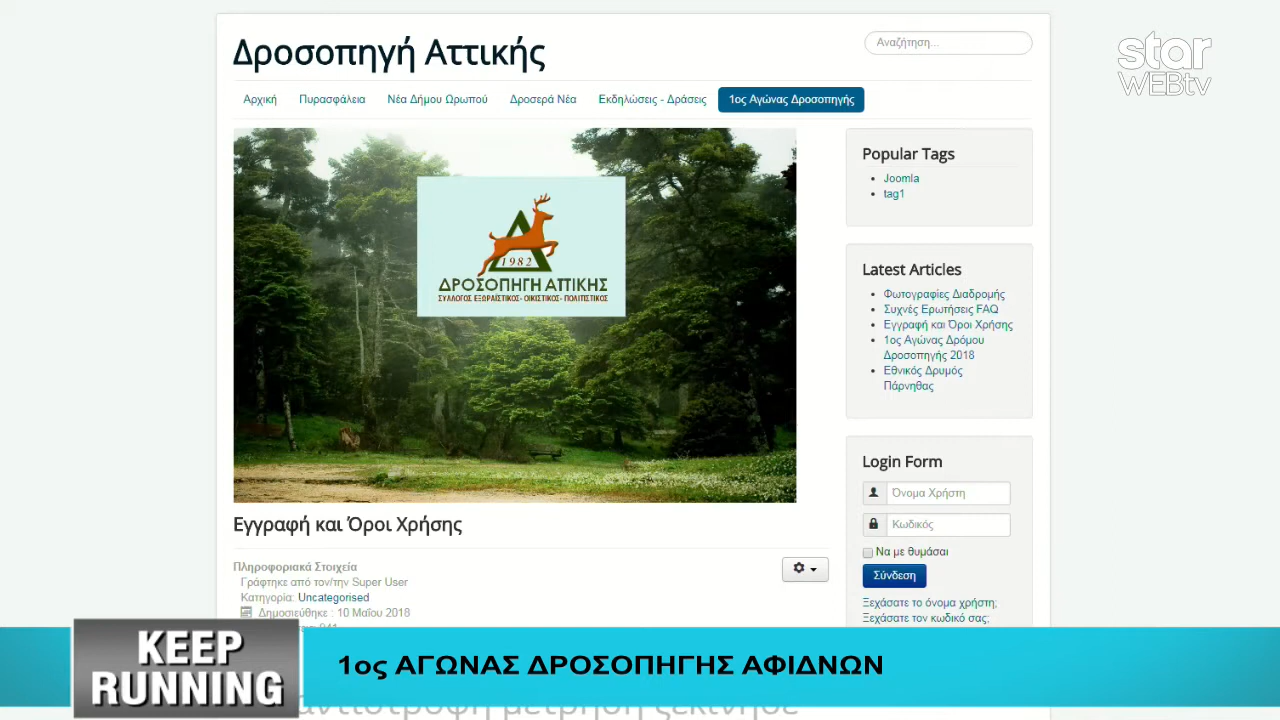 Δροσοπηγή Αττικής
Αναζήτηση...
star
WEBtv
Αρχική Πυρασφάλεια Νέα Δήμου Ωρωπού Δροσερά Νέα Εκδηλώσεις - Δράσεις 1ος Αγώνας Δροσοπηγής
1982
ΔΡΟΣΟΠΗΓΗ ΑΤΤΙΚΗΣ
ΣΥΛΛΟΓΟΣ ΕΞΩΡΑΪΣΤΙΚΟΣ- ΟΙΚΙΣΤΙΚΟΣ- ΠΟΛΙΤΙΣΤΙΚΟΣ
Popular Tags
Joomla
tag1
Latest Articles
Φωτογραφίες Διαδρομής
Συχνές Ερωτήσεις FAQ
Εγγραφή και Όροι Χρήσης
1ος Αγώνας Δρόμου
Δροσοπηγής 2018
Εθνικός Δρυμός
Πάρνηθας
Login Form
Όνομα Χρήστη
Κωδικός
Να με θυμάσαι
Σύνδεση
Ξεχάσατε το όνομα χρήστη;
Ξεχάσατε τον κωδικό σας;
Εγγραφή και Όροι Χρήσης
Πληροφοριακά Στοιχεία
Γράφτηκε από τον/την Super User
Κατηγορία: Uncategorised
Δημοσιεύθηκε : 10 Μαΐου 2018
KEEP
RUNNING
1ος ΑΓΩΝΑΣ ΔΡΟΣΟΠΗΓΗΣ ΑΦΙΔΝΩΝ
αντίστροφη μέτρηση ξεκίνησε